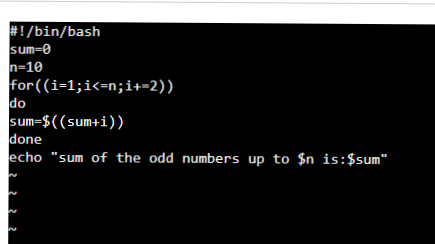 #!/bin/bash
sum=0
n=10
for((i=1;i<=n;i+=2))
do
sum=$((sum+i))
done
echo "sum of the odd numbers up to $n is:$sum"
~
~
~
~